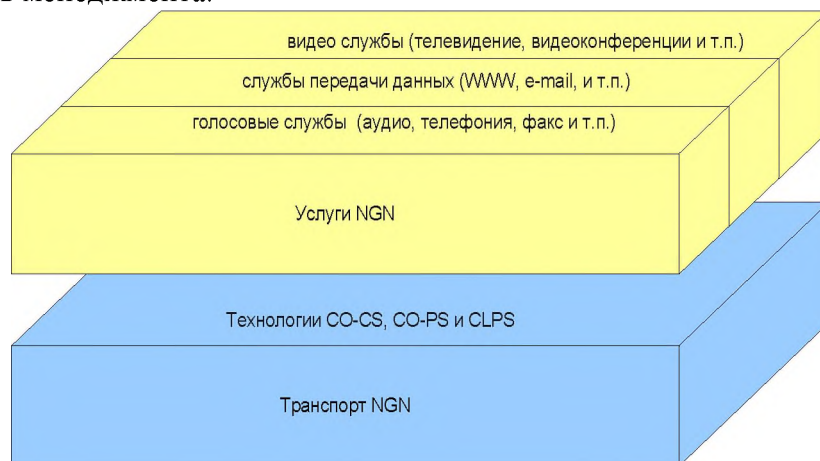 в менеджмента.
видео службы (телевидение, видеоконференции и т.п.)
службы передачи данных (WWW, e-mail, и т.п.)
голосовые службы (аудио, телефония, факс и т.п.)
Услуги NGN
Технологии CO-CS, CO-PS и CLPS
Транспорт NGN